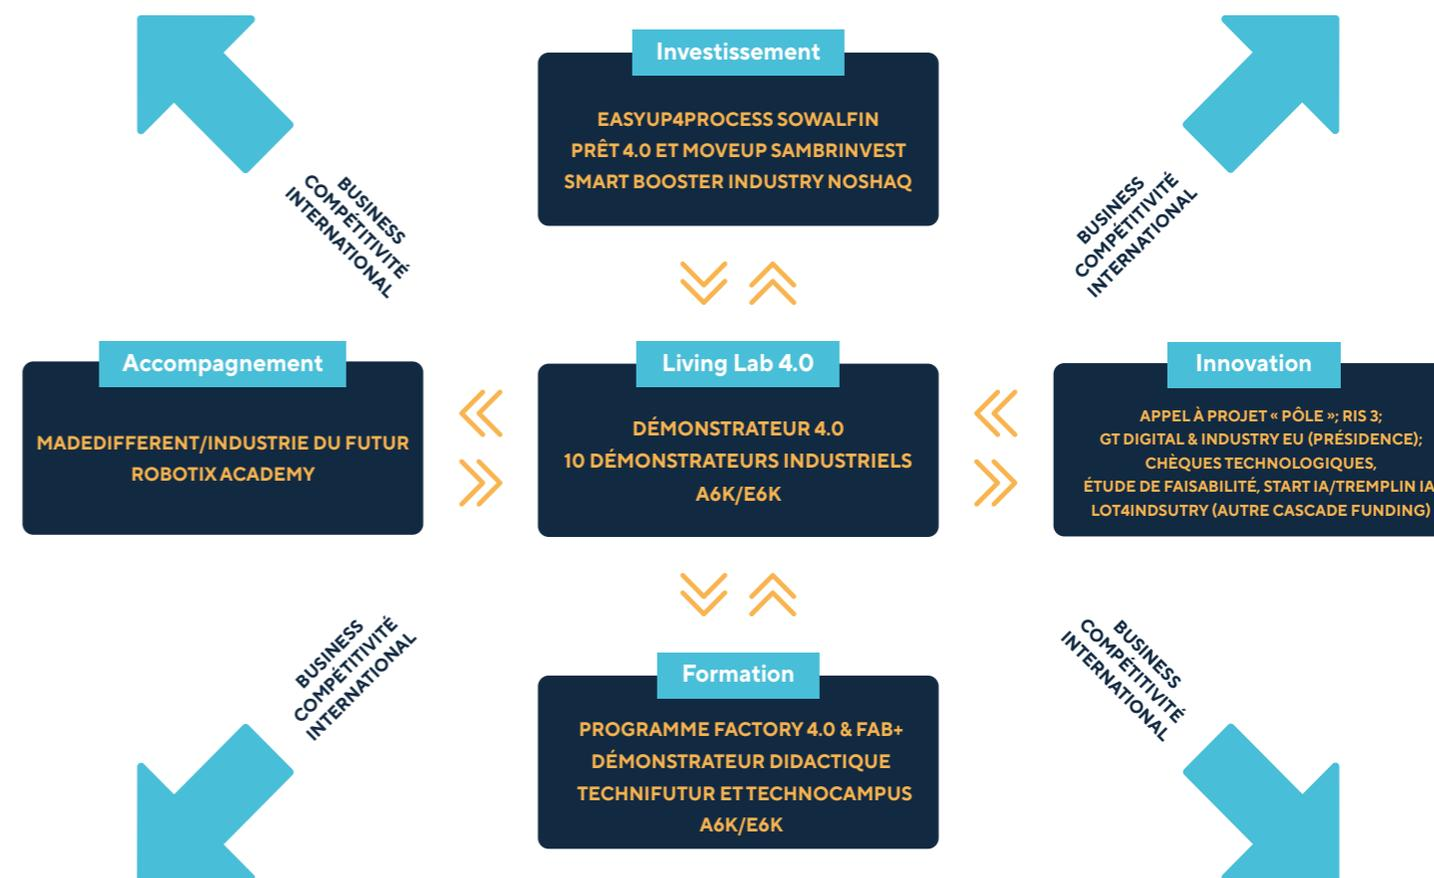 Investissement
EASYUP4PROCESS SOWALFIN
PRÊT 4.0 ET MOVEUP SAMBRINVEST
SMART BOOSTER INDUSTRY NOSHAQ
BUSINESS
COMPÉTITIVITÉ
INTERNATIONAL
BUSINESS
COMPÉTITIVITÉ
INTERNATIONAL
Accompagnement
MADEDIFFERENT/INDUSTRIE DU FUTUR
ROBOTIX ACADEMY
Living Lab 4.0
DÉMONSTRATEUR 4.0
10 DÉMONSTRATEURS INDUSTRIELS
A6K/E6K
Innovation
APPEL À PROJET « PÔLE »; RIS 3;
GT DIGITAL & INDUSTRY EU (PRÉSIDENCE);
CHÈQUES TECHNOLOGIQUES,
ÉTUDE DE FAISABILITÉ, START IA/TREMPLIN IA
LOT4INDSUTRY (AUTRE CASCADE FUNDING)
BUSINESS
COMPÉTITIVITÉ
INTERNATIONAL
BUSINESS
COMPÉTITIVITÉ
INTERNATIONAL
Formation
PROGRAMME FACTORY 4.0 & FAB+
DÉMONSTRATEUR DIDACTIQUE
TECHNIFUTUR ET TECHNOCAMPUS
A6K/E6K